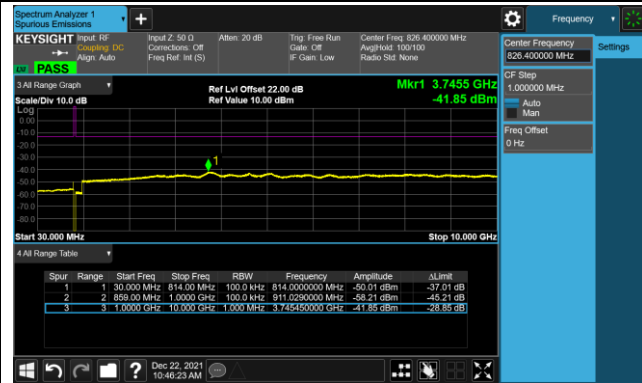 Spectrum Analyzer 1
Spurious Emissions
+
Frequency
KEYSIGHT
Input: RF
Coupling: DC
Align: Auto
Input Z: 50 Ω
Corrections: Off
Freq Ref: Int (S)
Atten: 20 dB
Trig: Free Run
Gate: Off
IF Gain: Low
Center Freq: 826.400000 MHz
Avg|Hold: 100/100
Radio Std: None
PASS
Center Frequency
826.400000 MHz
Settings
CF Step
1.000000 MHz
Auto
Man
Freq Offset
0 Hz
3 All Range Graph
Scale/Div 10.0 dB
Ref Lvl Offset 22.00 dB
Ref Value 10.00 dBm
Mkr1 3.7455 GHz
-41.85 dBm
Log
0.00
-10.0
-20.0
-30.0
-40.0
-50.0
-60.0
-70.0
-80.0
1
Start 30.000 MHz
Stop 10.000 GHz
4 All Range Table
Spur Range Start Freq Stop Freq RBW Frequency Amplitude ΔLimit
1 1 30.000 MHz 814.00 MHz 100.0 kHz 814.0000000 MHz -50.01 dBm -37.01 dB
2 2 859.00 MHz 1.0000 GHz 100.0 kHz 911.0290000 MHz -58.21 dBm -45.21 dB
3 3 1.0000 GHz 10.000 GHz 1.000 MHz 3.745450000 GHz -41.85 dBm -28.85 dB
?
Dec 22, 2021
10:46:23 AM